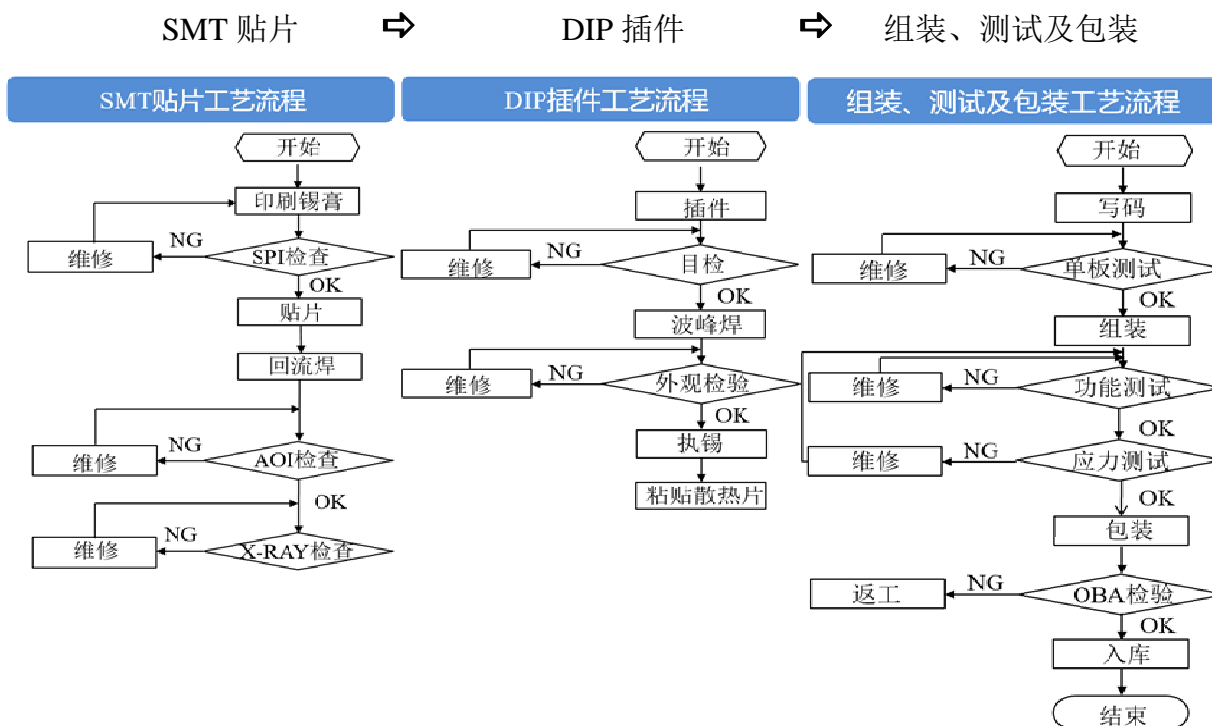 SMT 贴片
DIP 插件
组装、测试及包装
SMT贴片工艺流程
开始
印刷锡膏
维修
NG
SPI检查
OK
贴片
回流焊
维修
NG
AOI检查
OK
维修
NG
X-RAY检查
DIP插件工艺流程
开始
插件
维修
NG
目检
OK
波峰焊
维修
NG
外观检验
OK
执锡
粘贴散热片
组装、测试及包装工艺流程
开始
写码
维修
NG
单板测试
OK
组装
维修
NG
功能测试
OK
维修
NG
应力测试
OK
包装
返工
NG
OBA检验
OK
入库
结束